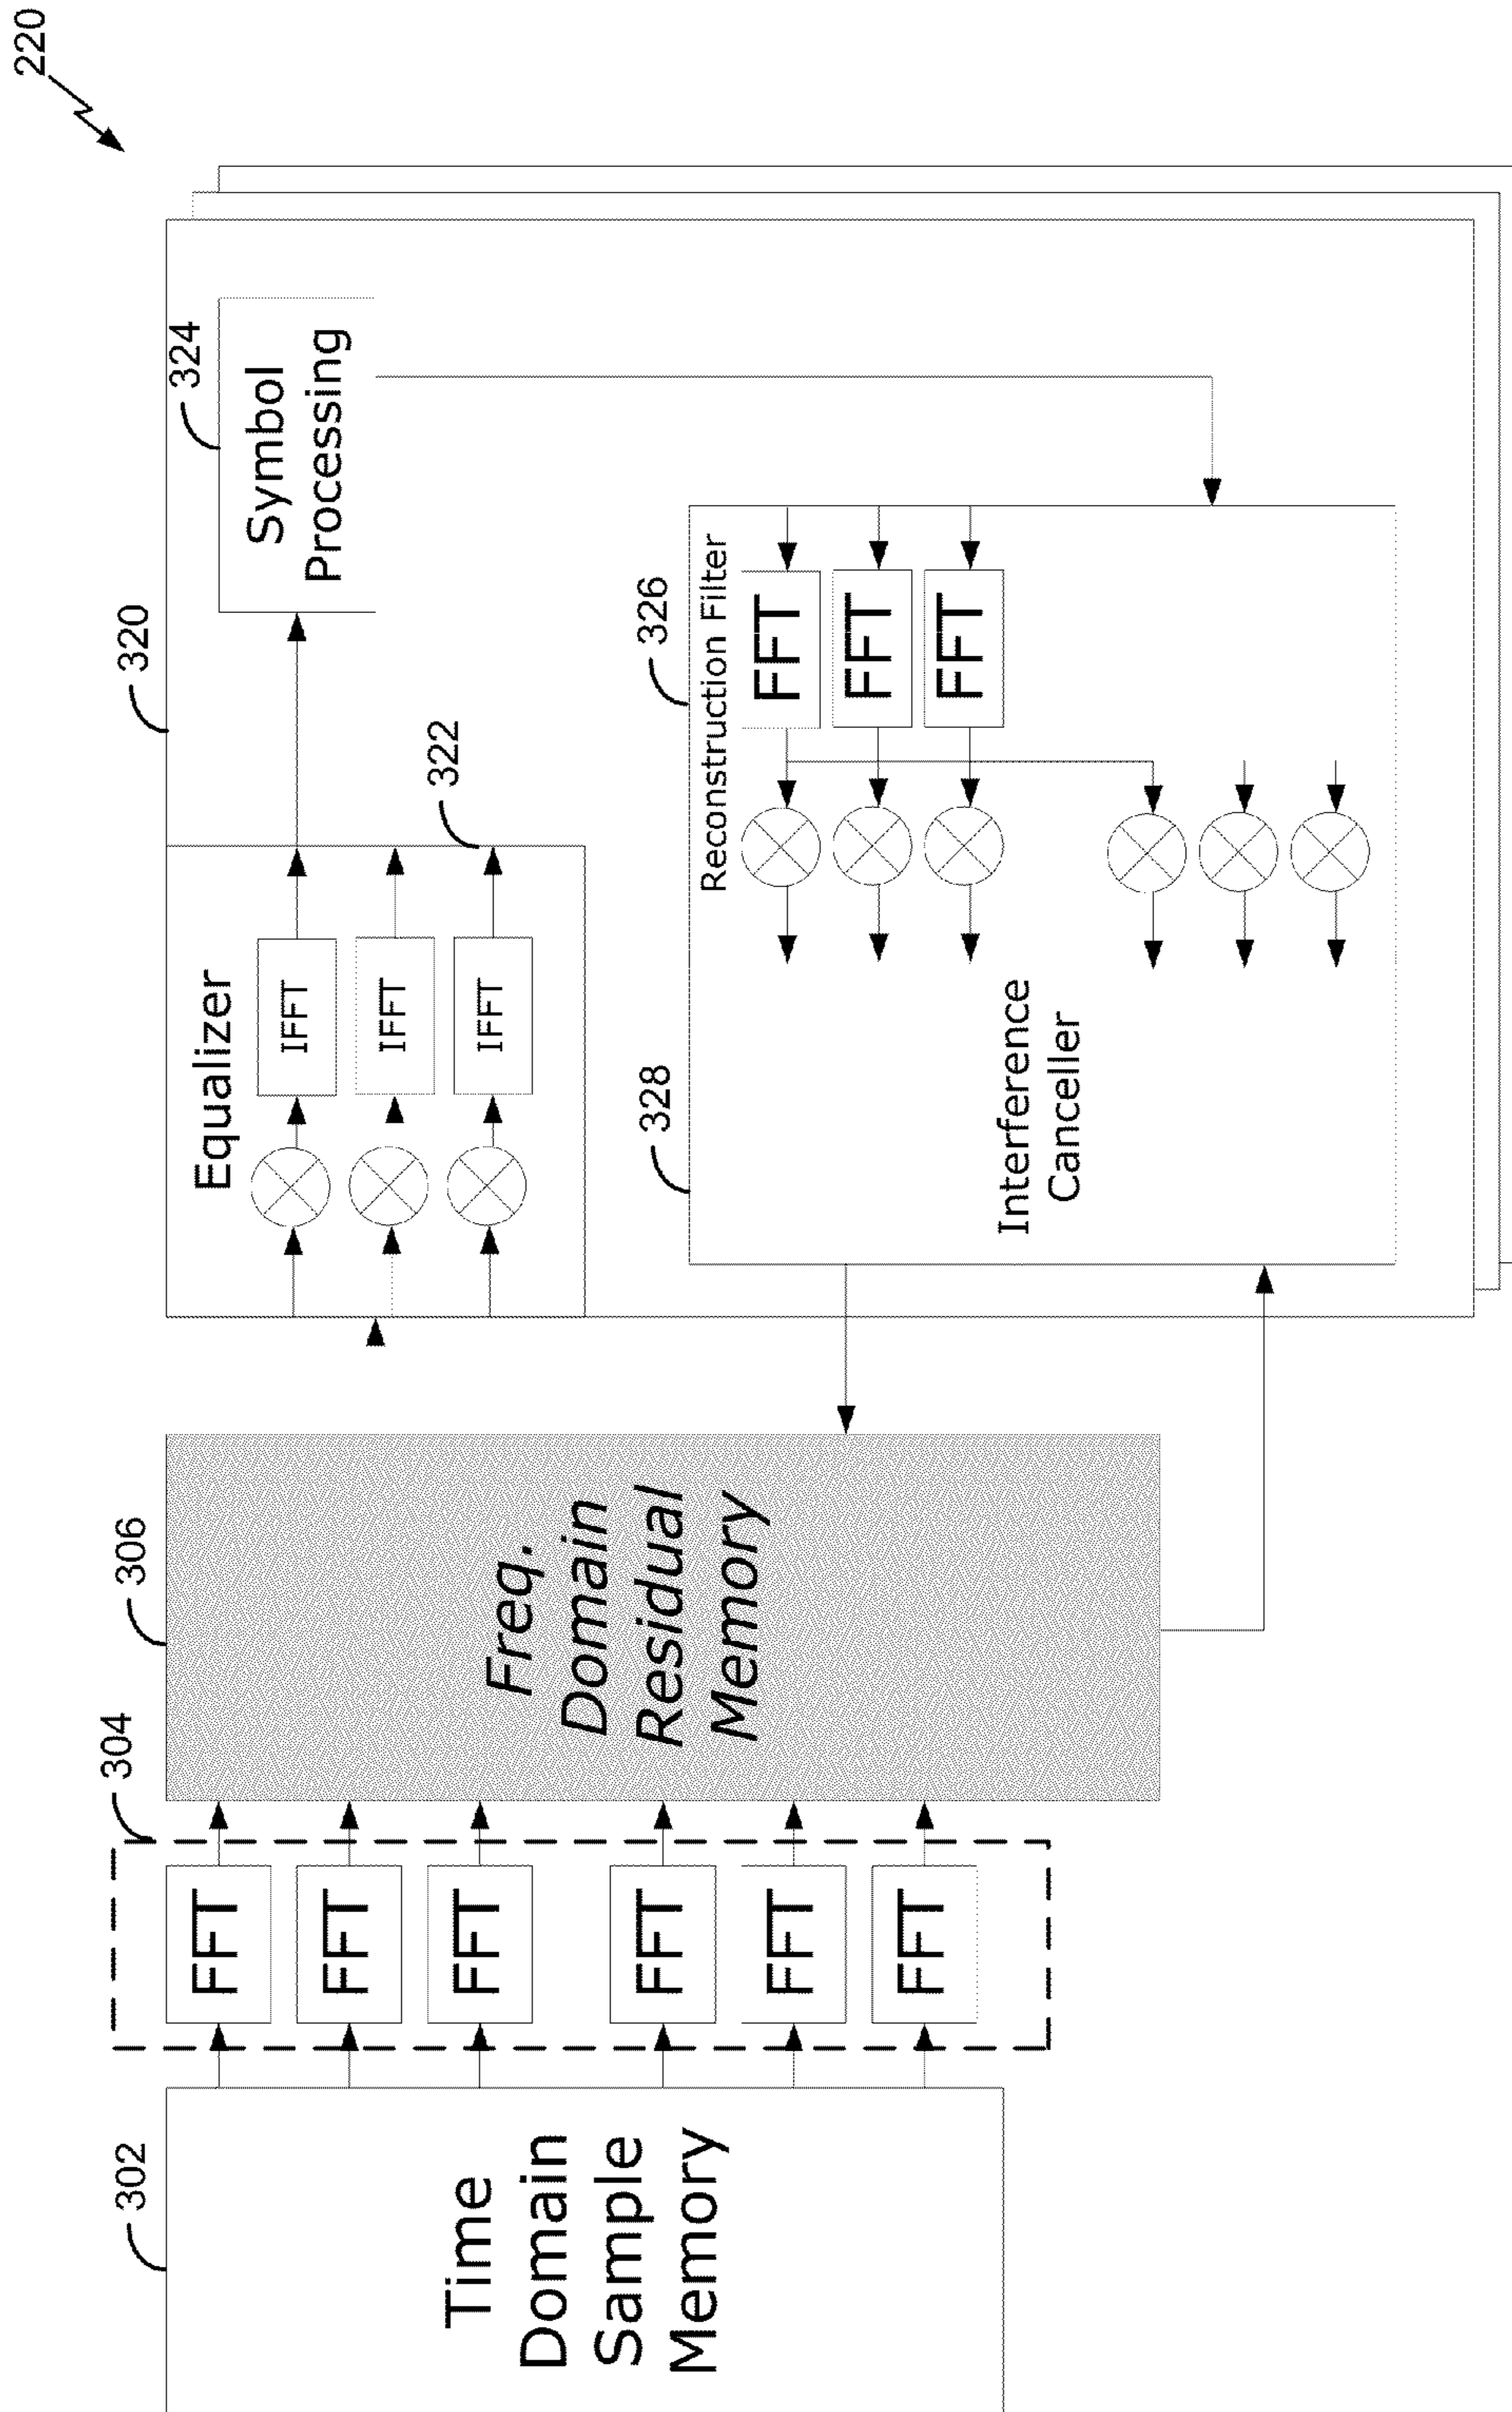 220
302
Time
Domain
Sample
Memory
304
FFT
FFT
FFT
FFT
FFT
FFT
306
Freq.
Domain
Residual
Memory
320
Equalizer
IFFT
IFFT
IFFT
322
324
Symbol
Processing
326
Reconstruction Filter
FFT
FFT
FFT
328
Interference
Canceller